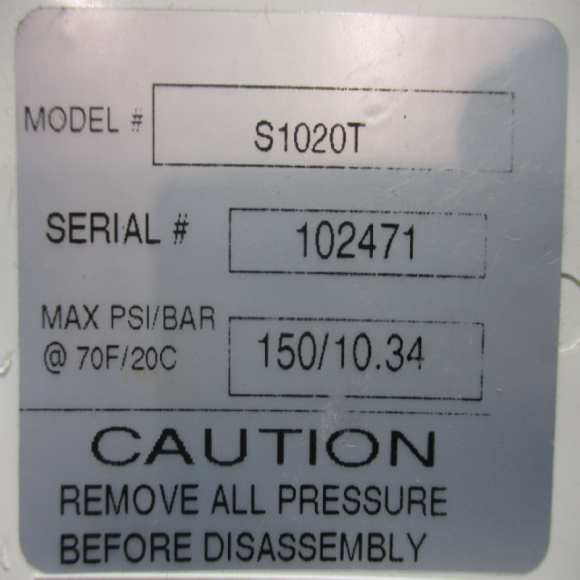 MODEL # S1020T
SERIAL # 102471
MAX PSI/BAR
@ 70F/20C 150/10.34
CAUTION
REMOVE ALL PRESSURE
BEFORE DISASSEMBLY